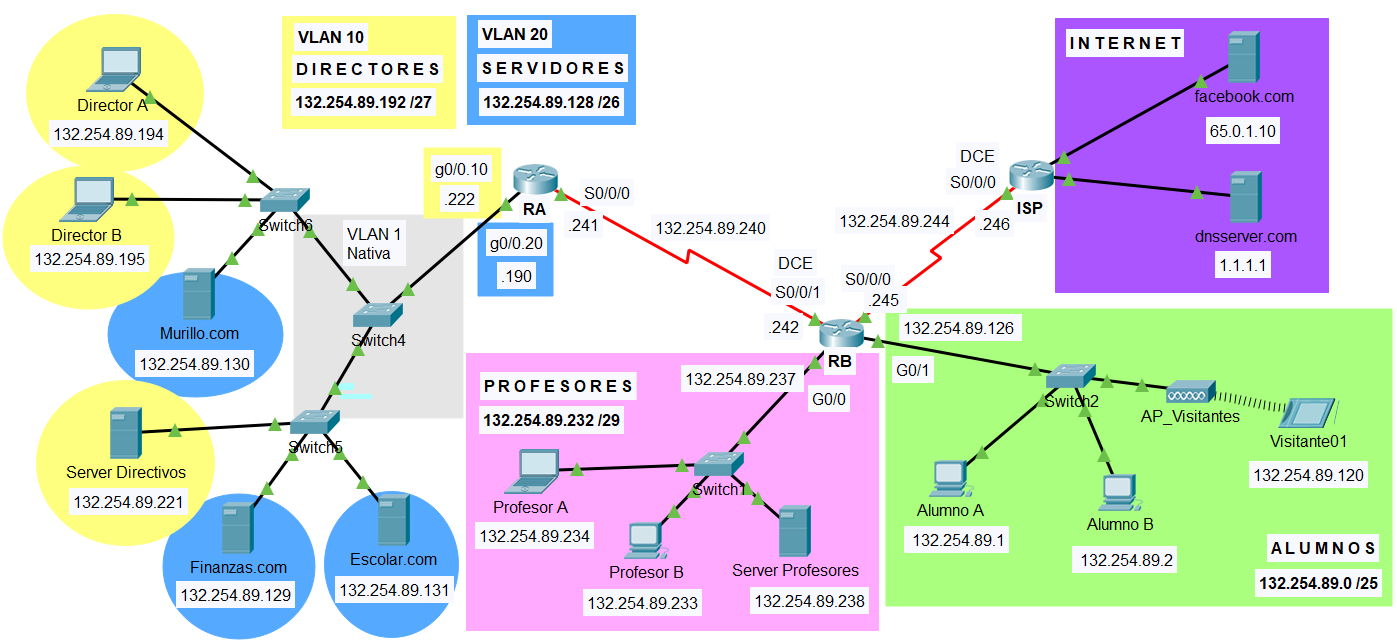 VLAN 10
D I R E C T O R E S
132.254.89.192 /27
VLAN 20
S E R V I D O R E S
132.254.89.128 /26
I N T E R N E T
facebook.com
65.0.1.10
dnsserver.com
1.1.1.1
Director A
132.254.89.194
Director B
132.254.89.195
Murillo.com
132.254.89.130
Switch6
VLAN 1
Nativa
Switch4
g0/0.10
.222
RA
g0/0.20
.190
S0/0/0
.241
132.254.89.240
DCE
S0/0/1
.242
132.254.89.244
DCE
S0/0/0
.246
ISP
S0/0/0
.245
RB
132.254.89.126
G0/1
132.254.89.237
G0/0
Server Directivos
132.254.89.221
Switch5
Finanzas.com
132.254.89.129
Escolar.com
132.254.89.131
P R O F E S O R E S
132.254.89.232 /29
Profesor A
132.254.89.234
Switch1
Profesor B
132.254.89.233
Server Profesores
132.254.89.238
Switch2
AP_Visitantes
Visitante01
132.254.89.120
Alumno A
132.254.89.1
Alumno B
132.254.89.2
A L U M N O S
132.254.89.0 /25